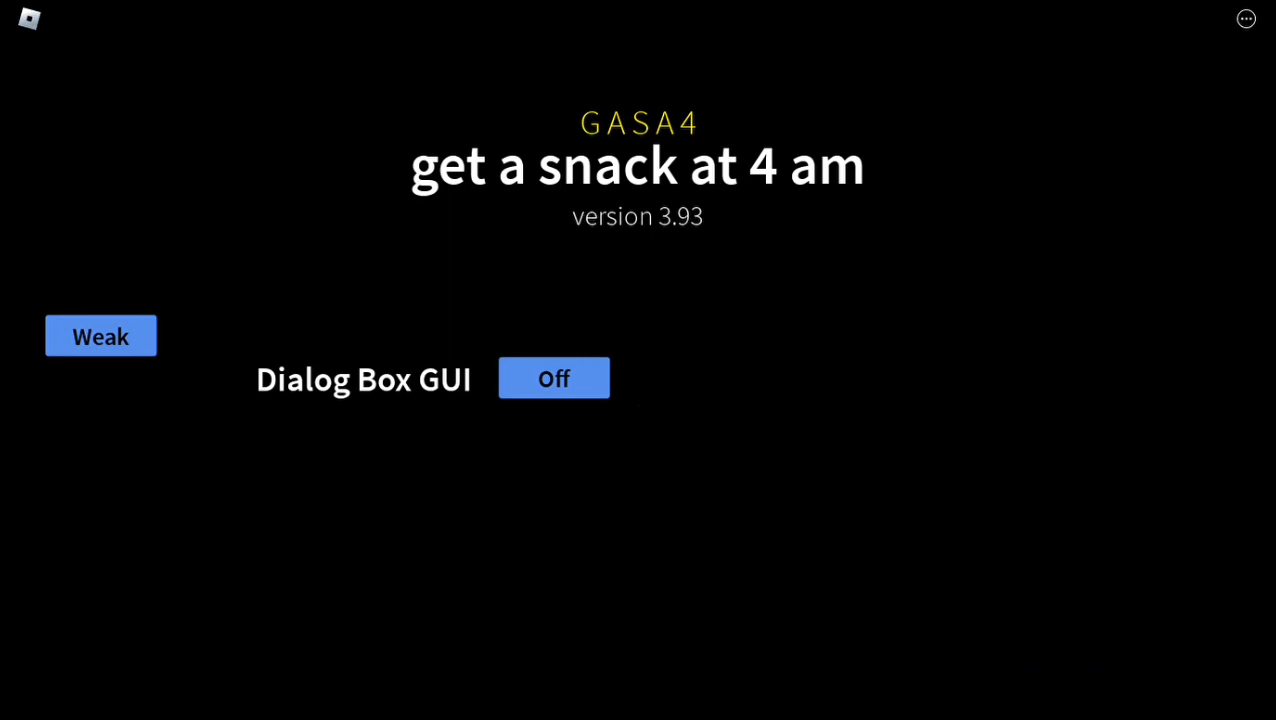 GASA4
get a snack at 4 am
version 3.93
Weak
Dialog Box GUI
Off